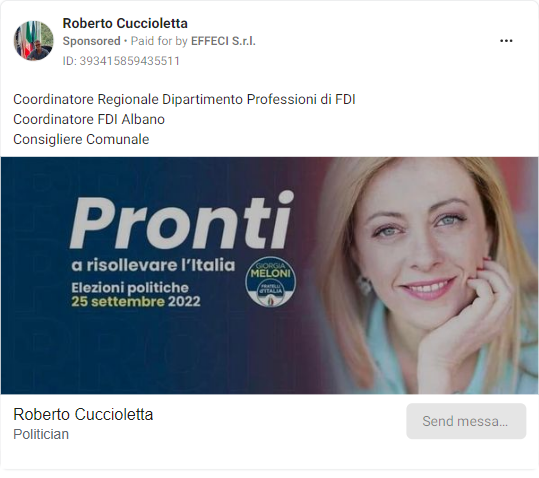 Roberto Cuccioletta
Sponsored • Paid for by EFFECI S.r.l.
ID: 393415859435511
Coordinatore Regionale Dipartimento Professioni di FDI
Coordinatore FDI Albano
Consigliere Comunale
Pronti
a risollevare l'Italia
Elezioni politiche
25 settembre 2022
GIORGIA
MELONI
FRATELLI
d'ITALIA
Roberto Cuccioletta
Politician
Send messa...